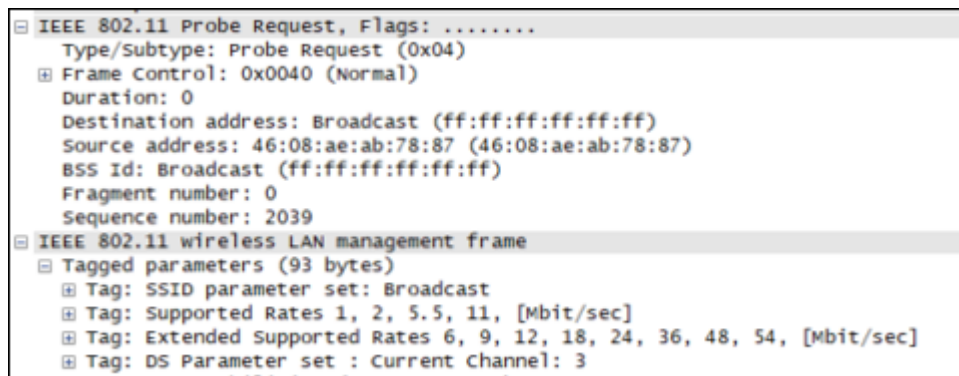 IEEE 802.11 Probe Request, Flags: ........
Type/Subtype: Probe Request (0x04)
Frame Control: 0x0040 (Normal)
Duration: 0
Destination address: Broadcast (ff:ff:ff:ff:ff:ff)
Source address: 46:08:ae:ab:78:87 (46:08:ae:ab:78:87)
BSS Id: Broadcast (ff:ff:ff:ff:ff:ff)
Fragment number: 0
Sequence number: 2039
IEEE 802.11 wireless LAN management frame
Tagged parameters (93 bytes)
Tag: SSID parameter set: Broadcast
Tag: Supported Rates 1, 2, 5.5, 11, [Mbit/sec]
Tag: Extended Supported Rates 6, 9, 12, 18, 24, 36, 48, 54, [Mbit/sec]
Tag: DS Parameter set : Current Channel: 3